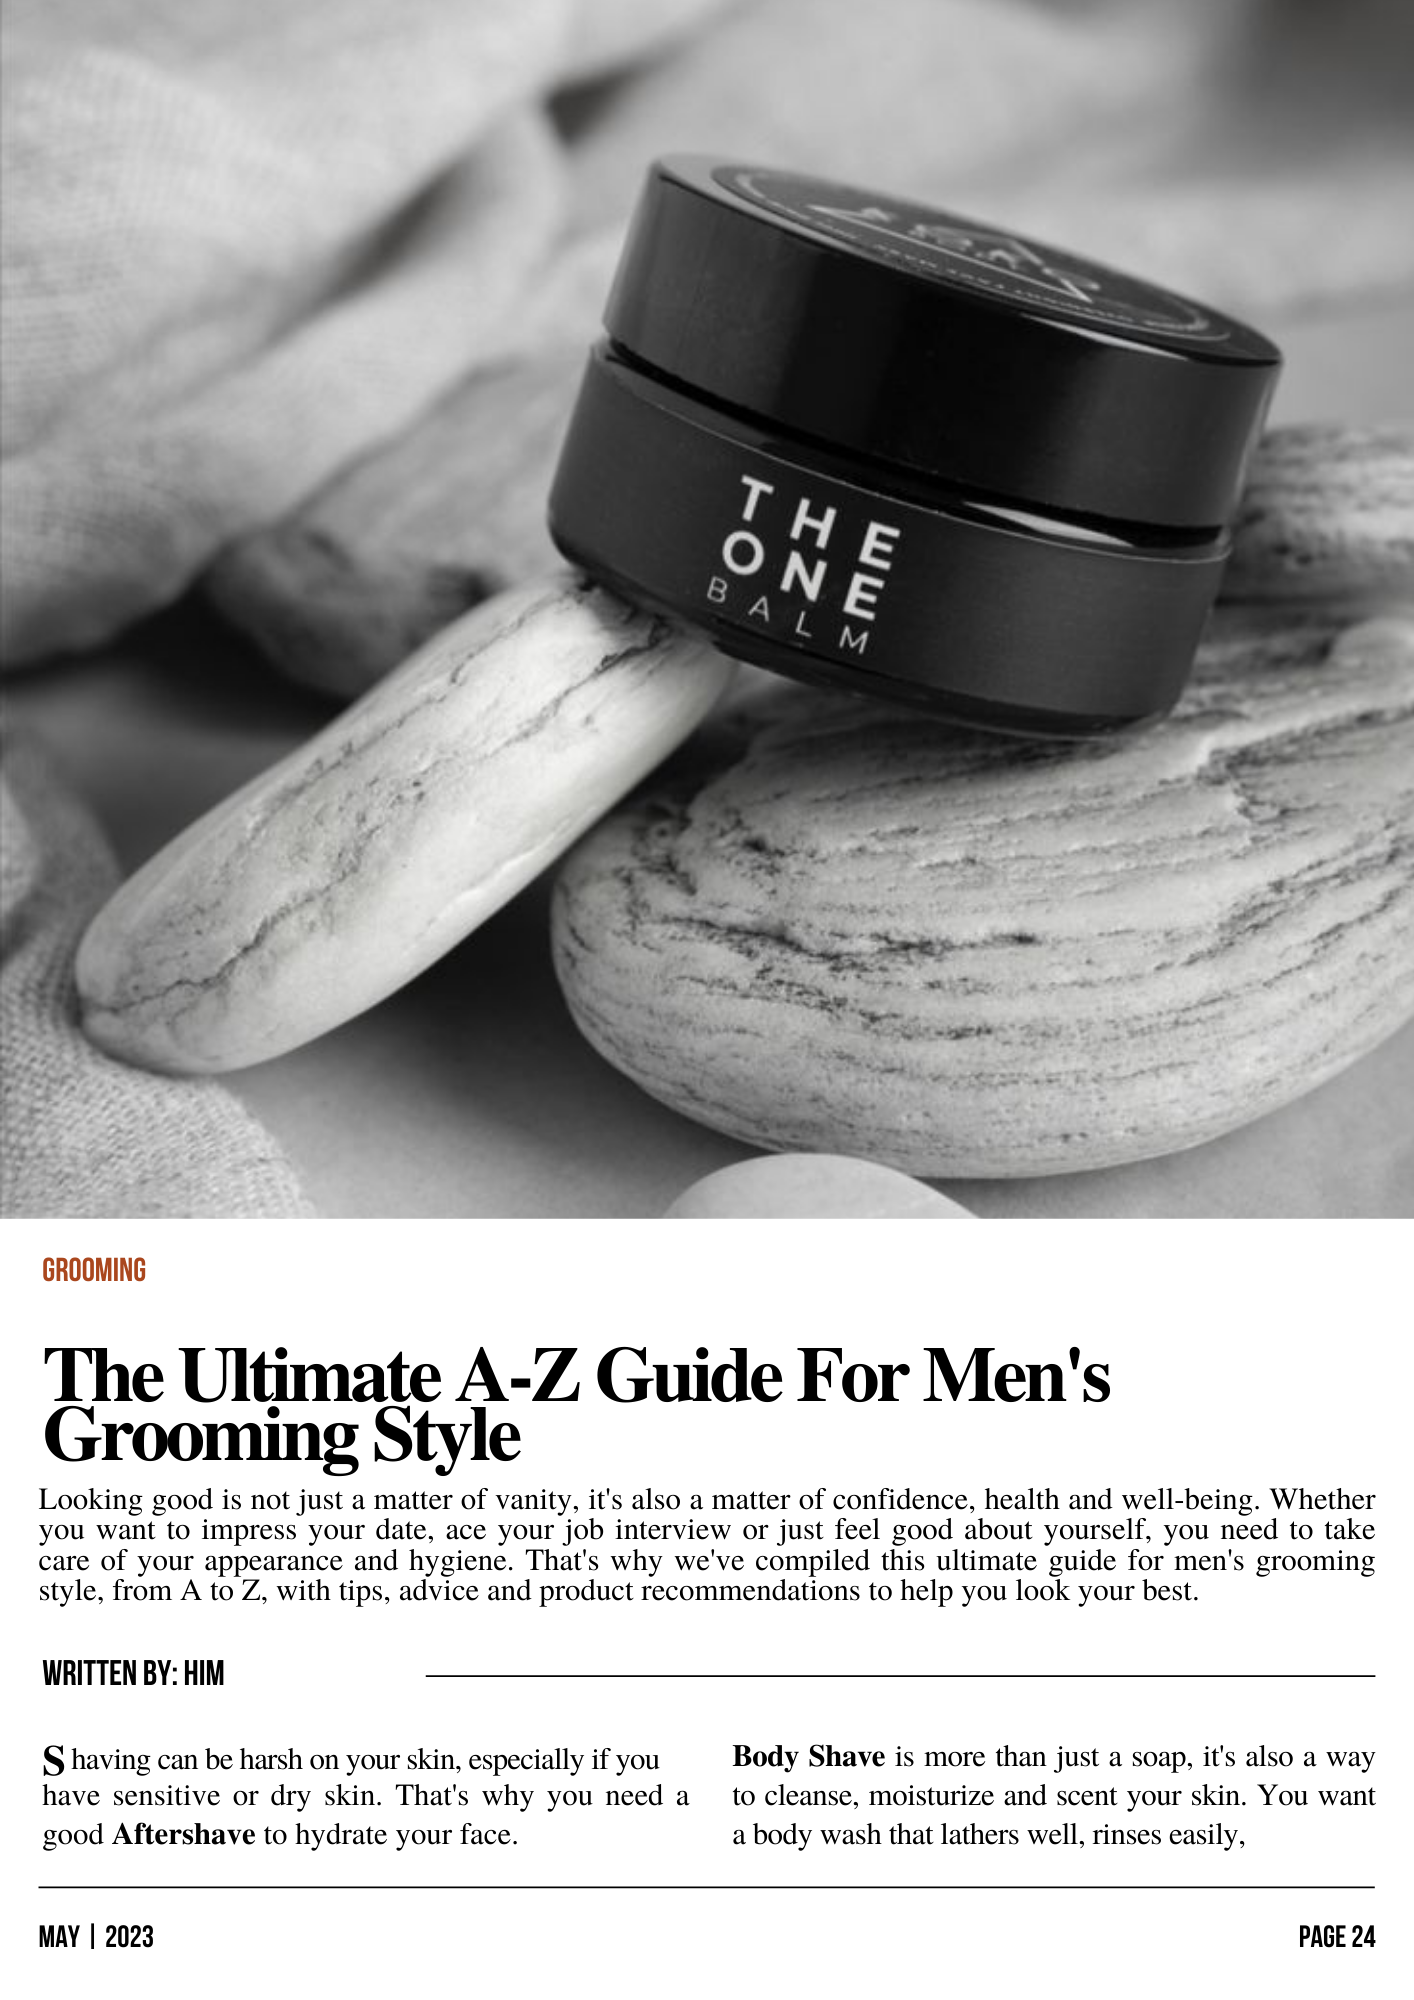 THE
ONE
BALM
GROOMING
The Ultimate A-Z Guide For Men's
Grooming Style
Looking good is not just a matter of vanity, it's also a matter of confidence, health and well-being. Whether
you want to impress your date, ace your job interview or just feel good about yourself, you need to take
care of your appearance and hygiene. That's why we've compiled this ultimate guide for men's grooming
style, from A to Z, with tips, advice and product recommendations to help you look your best.
WRITTEN BY: HIM
Shaving can be harsh on your skin, especially if you
have sensitive or dry skin. That's why you need a
good Aftershave to hydrate your face.
Body Shave is more than just a soap, it's also a way
to cleanse, moisturize and scent your skin. You want
a body wash that lathers well, rinses easily,
MAY | 2023
PAGE 24